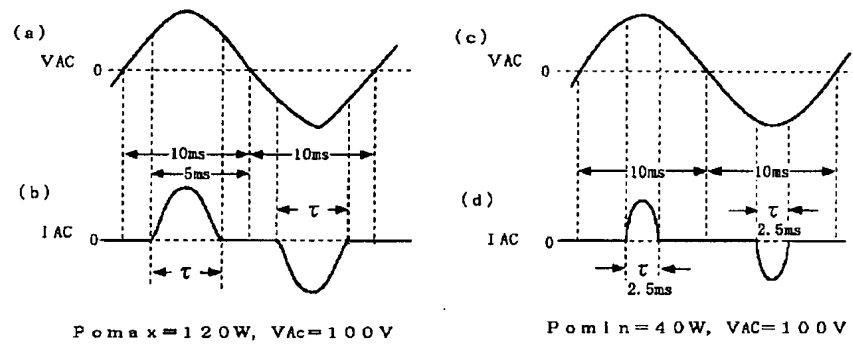 (a)
VAC
0
10ms
10ms
5ms
(b)
τ
IAC
0
τ
Pomax=120W, VAc=100V
(c)
VAC
0
10ms
10ms
(d)
τ
2.5ms
IAC
0
τ
2.5ms
Pomin=40W, VAC=100V